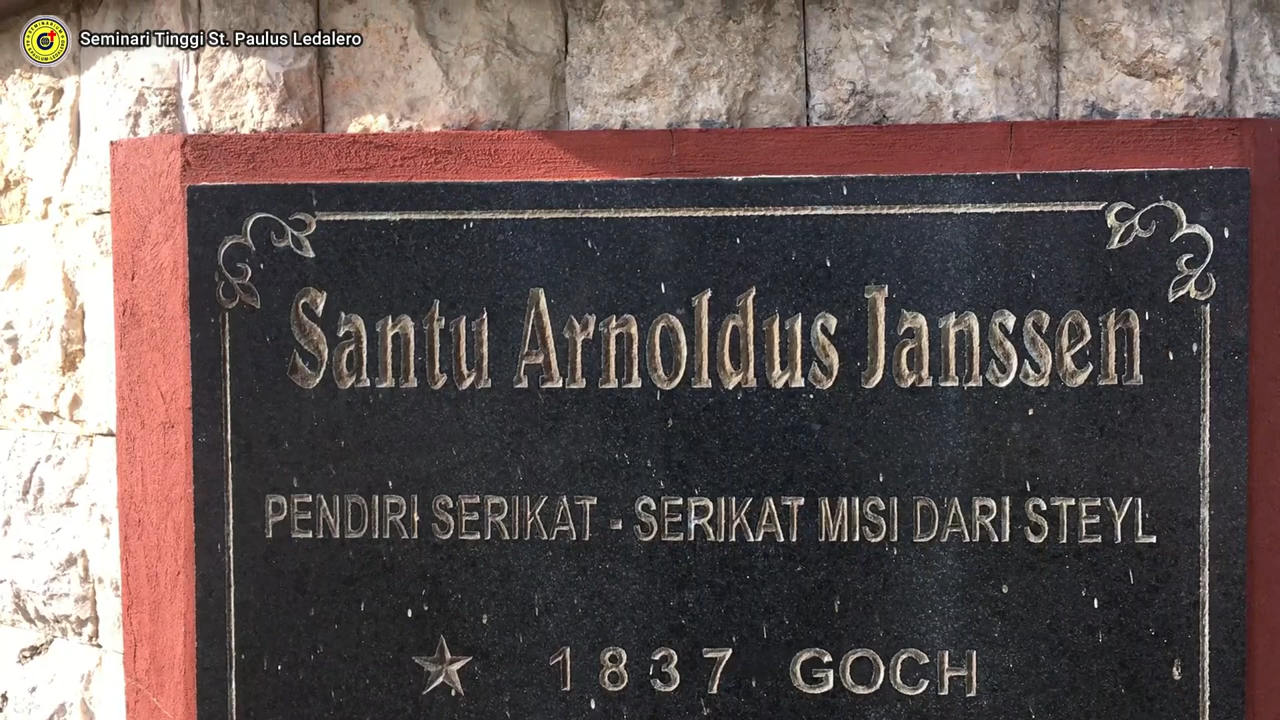 Seminari Tinggi St. Paulus Ledalero
Santu Arnoldus Janssen
PENDIRI SERIKAT - SERIKAT MISI DARI STEYL
1837 GOCH